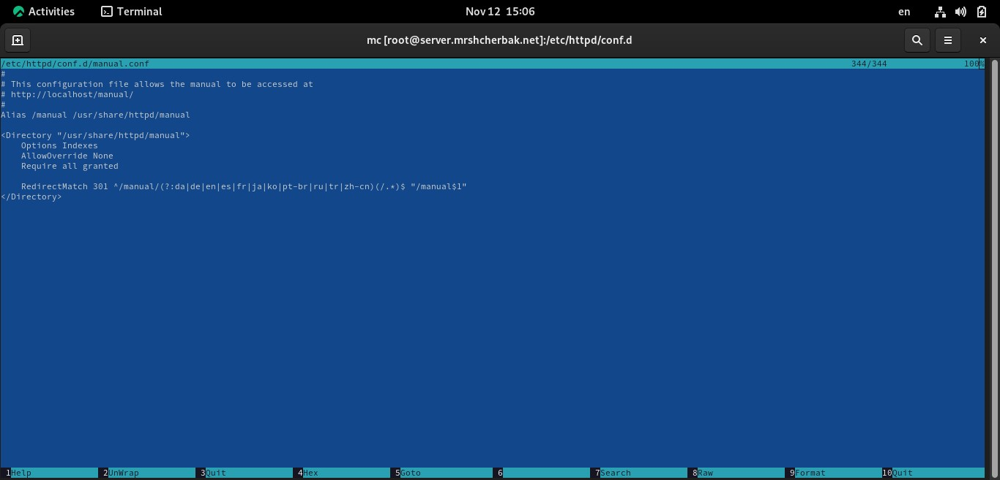 Activities Terminal Nov 12 15:06 en
mc [root@server.mrshcherbak.net]:/etc/httpd/conf.d
/etc/httpd/conf.d/manual.conf 344/344 100%
#
# This configuration file allows the manual to be accessed at
# http://localhost/manual/
#
Alias /manual /usr/share/httpd/manual
<Directory "/usr/share/httpd/manual">
    Options Indexes
    AllowOverride None
    Require all granted
    RedirectMatch 301 ^/manual/(?:da|de|en|es|fr|ja|ko|pt-br|ru|tr|zh-cn)(/.*)$ "/manual$1"
</Directory>
1Help 2UnWrap 3Quit 4Hex 5Goto 6 7Search 8Raw 9Format 10Quit